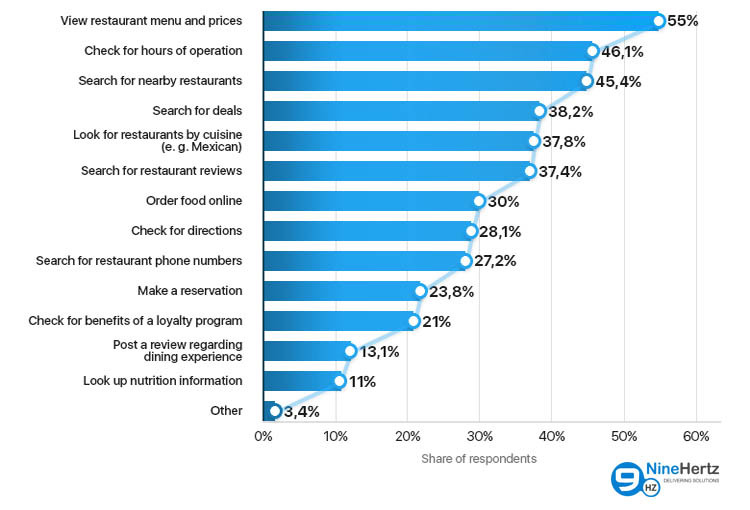 View restaurant menu and prices 55%
Check for hours of operation 46,1%
Search for nearby restaurants 45,4%
Search for deals 38,2%
Look for restaurants by cuisine
(e. g. Mexican) 37,8%
Search for restaurant reviews 37,4%
Order food online 30%
Check for directions 28,1%
Search for restaurant phone numbers 27,2%
Make a reservation 23,8%
Check for benefits of a loyalty program 21%
Post a review regarding
dining experience 13,1%
Look up nutrition information 11%
Other 3,4%
0% 10% 20% 30% 40% 50% 60%
Share of respondents
9 HZ
NineHertz
DELIVERING SOLUTIONS